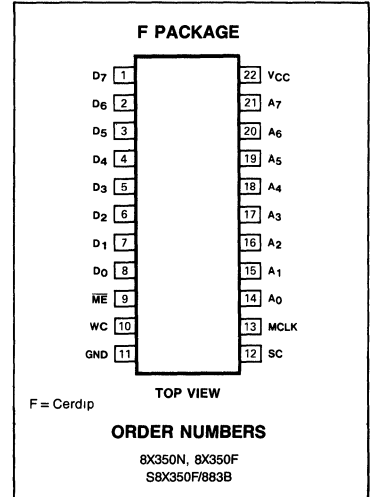 F PACKAGE
D7 1 22 VCC
D6 2 21 A7
D5 3 20 A6
D4 4 19 A5
D3 5 18 A4
D2 6 17 A3
D1 7 16 A2
D0 8 15 A1
M̅E̅ 9 14 A0
WC 10 13 MCLK
GND 11 12 SC
TOP VIEW
F = Cerdip
ORDER NUMBERS
8X350N, 8X350F
S8X350F/883B